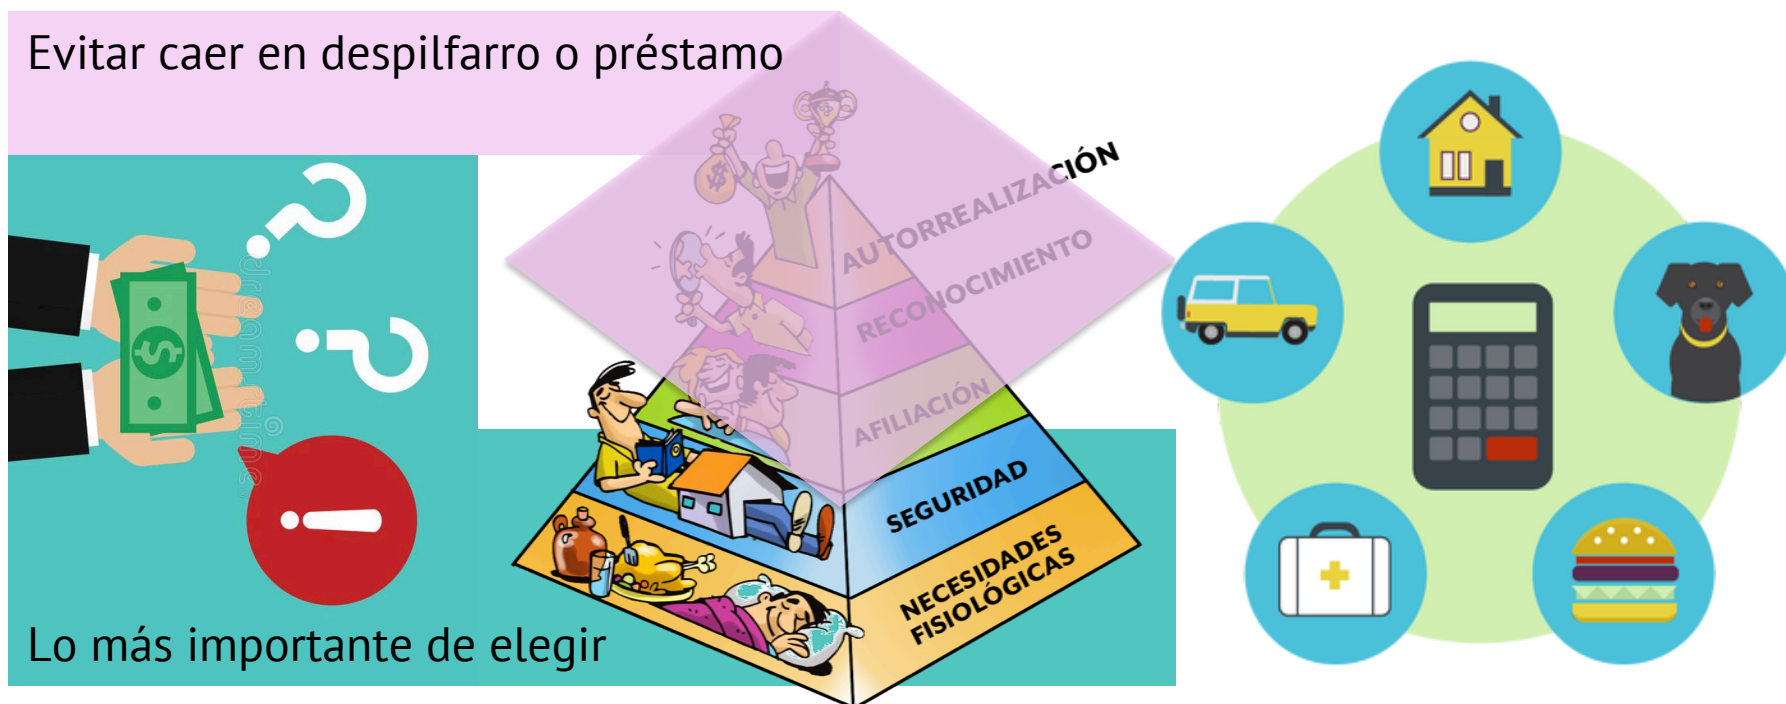 Evitar caer en despilfarro o préstamo
AUTORREALIZACIÓN
RECONOCIMIENTO
AFILIACIÓN
SEGURIDAD
NECESIDADES
FISIOLÓGICAS
Lo más importante de elegir